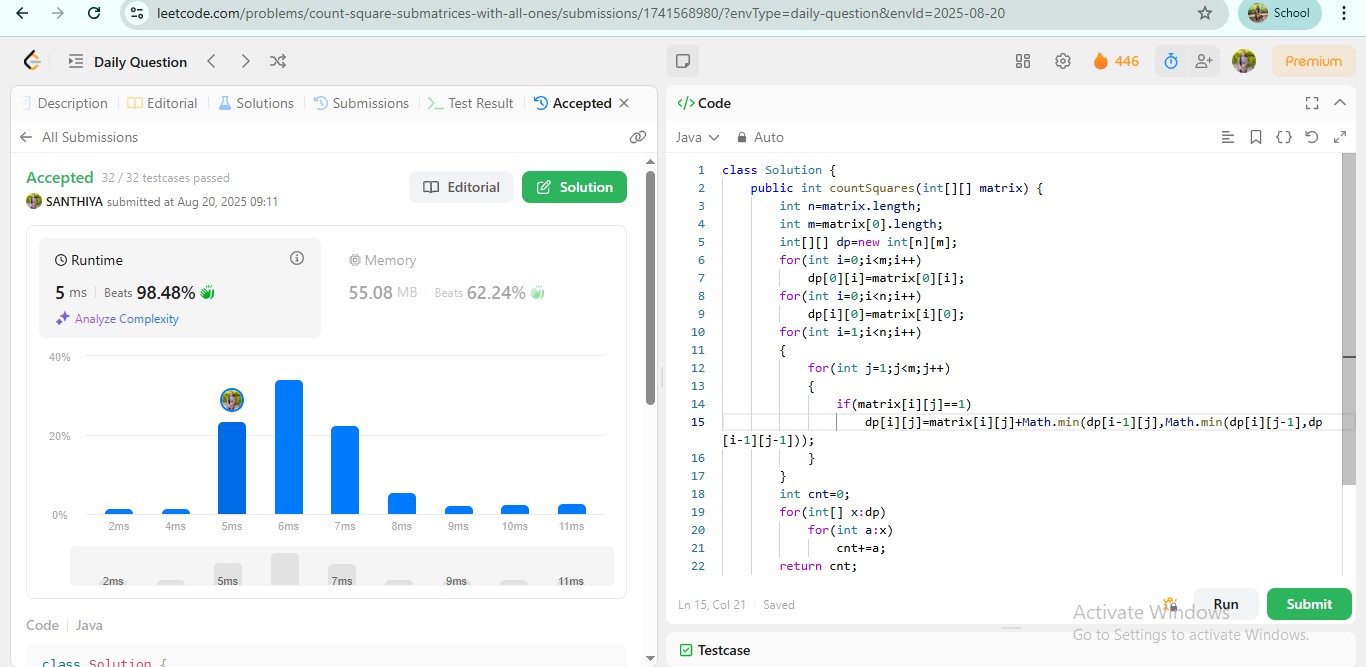 leetcode.com/problems/count-square-submatrices-with-all-ones/submissions/1741568980/?envType=daily-question&envId=2025-08-20
School
Daily Question
446
Premium
Description
Editorial
Solutions
Submissions
Test Result
Accepted
All Submissions
Accepted 32 / 32 testcases passed
SANTHIYA submitted at Aug 20, 2025 09:11
Editorial
Solution
Runtime
5 ms Beats 98.48%
Analyze Complexity
Memory
55.08 MB Beats 62.24%
40%
20%
0%
2ms 4ms 5ms 6ms 7ms 8ms 9ms 10ms 11ms
2ms 5ms 7ms 9ms 11ms
Code Java
class Solution {
</> Code
Java Auto
1 class Solution {
2 public int countSquares(int[][] matrix) {
3 int n=matrix.length;
4 int m=matrix[0].length;
5 int[][] dp=new int[n][m];
6 for(int i=0;i<m;i++)
7 dp[0][i]=matrix[0][i];
8 for(int i=0;i<n;i++)
9 dp[i][0]=matrix[i][0];
10 for(int i=1;i<n;i++)
11 {
12 for(int j=1;j<m;j++)
13 {
14 if(matrix[i][j]==1)
15 dp[i][j]=matrix[i][j]+Math.min(dp[i-1][j],Math.min(dp[i][j-1],dp
[i-1][j-1]));
16 }
17 }
18 int cnt=0;
19 for(int[] x:dp)
20 for(int a:x)
21 cnt+=a;
22 return cnt;
Ln 15, Col 21 Saved
Run
Submit
Activate Windows
Go to Settings to activate Windows.
Testcase